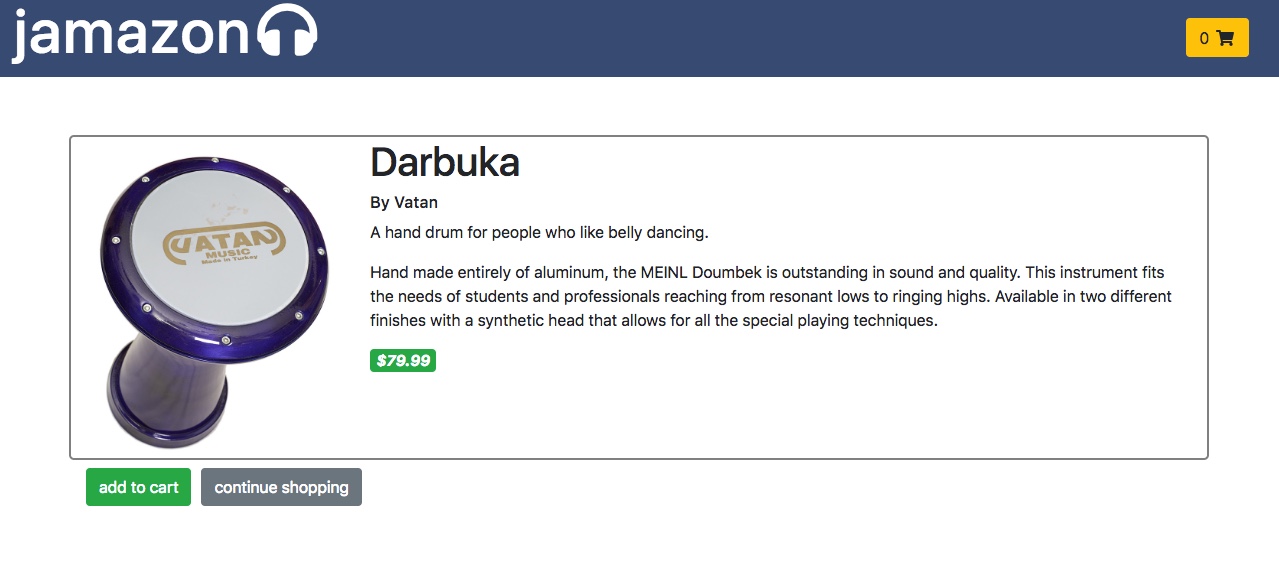 jamazon
0
VATAN
MUSIC
Made in Turkey
Darbuka
By Vatan
A hand drum for people who like belly dancing.
Hand made entirely of aluminum, the MEINL Doumbek is outstanding in sound and quality. This instrument fits
the needs of students and professionals reaching from resonant lows to ringing highs. Available in two different
finishes with a synthetic head that allows for all the special playing techniques.
$79.99
add to cart
continue shopping